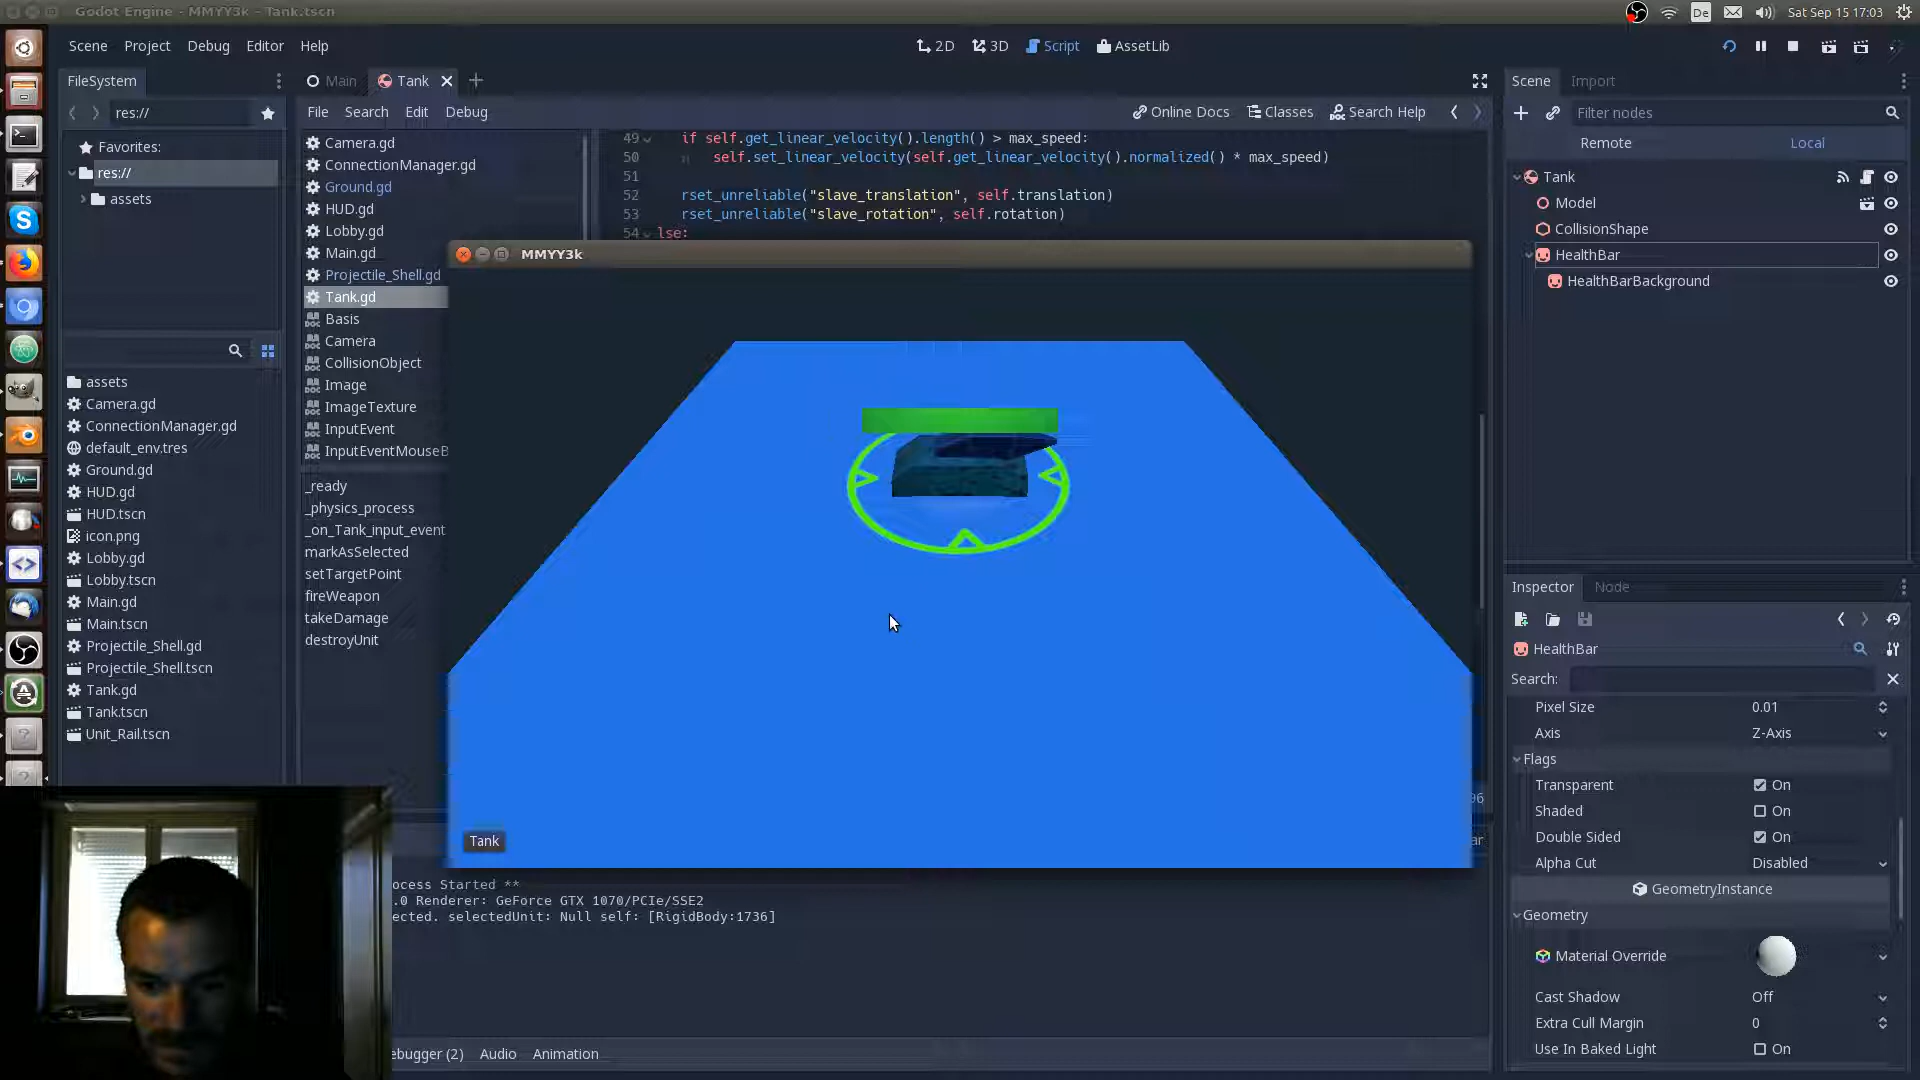 Godot Engine - MMYY3k - Tank.tscn
De
Sat Sep 15 17:03
Scene Project Debug Editor Help
2D 3D Script AssetLib
FileSystem
Main Tank
Scene Import
res://
File Search Edit Debug
Online Docs Classes Search Help
Filter nodes
Favorites:
res://
assets
Camera.gd
ConnectionManager.gd
Ground.gd
HUD.gd
Lobby.gd
Main.gd
Projectile_Shell.gd
Tank.gd
Basis
Camera
CollisionObject
Image
ImageTexture
InputEvent
InputEventMouseB
49 if self.get_linear_velocity().length() > max_speed:
50 self.set_linear_velocity(self.get_linear_velocity().normalized() * max_speed)
51
52 rset_unreliable("slave_translation", self.translation)
53 rset_unreliable("slave_rotation", self.rotation)
54 lse:
Remote Local
Tank
Model
CollisionShape
HealthBar
HealthBarBackground
MMYY3k
assets
Camera.gd
ConnectionManager.gd
default_env.tres
Ground.gd
HUD.gd
HUD.tscn
icon.png
Lobby.gd
Lobby.tscn
Main.gd
Main.tscn
Projectile_Shell.gd
Projectile_Shell.tscn
Tank.gd
Tank.tscn
Unit_Rail.tscn
_ready
_physics_process
_on_Tank_input_event
markAsSelected
setTargetPoint
fireWeapon
takeDamage
destroyUnit
Tank
96
ar
Inspector Node
HealthBar
Search:
Pixel Size 0.01
Axis Z-Axis
Flags
Transparent On
Shaded On
Double Sided On
Alpha Cut Disabled
GeometryInstance
Geometry
Material Override
Cast Shadow Off
Extra Cull Margin 0
Use In Baked Light On
ocess Started **
.0 Renderer: GeForce GTX 1070/PCIe/SSE2
ected. selectedUnit: Null self: [RigidBody:1736]
ebugger (2) Audio Animation